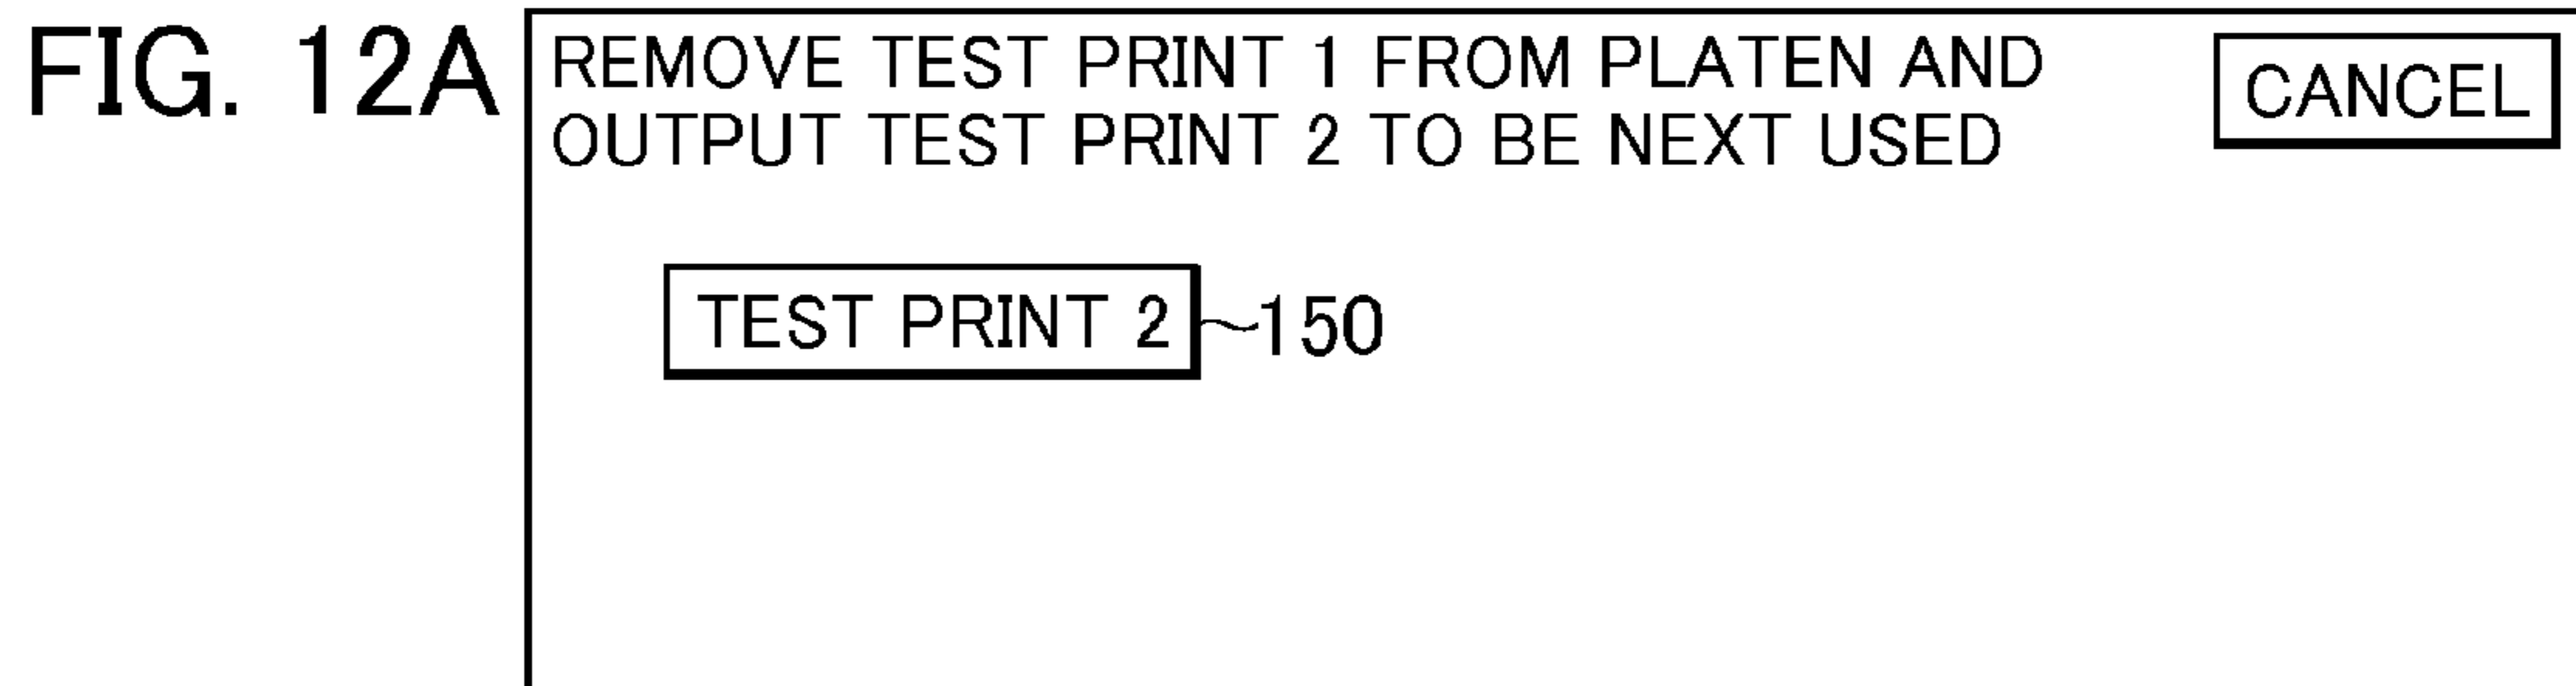 FIG. 12A
REMOVE TEST PRINT 1 FROM PLATEN AND
OUTPUT TEST PRINT 2 TO BE NEXT USED
CANCEL
TEST PRINT 2
150